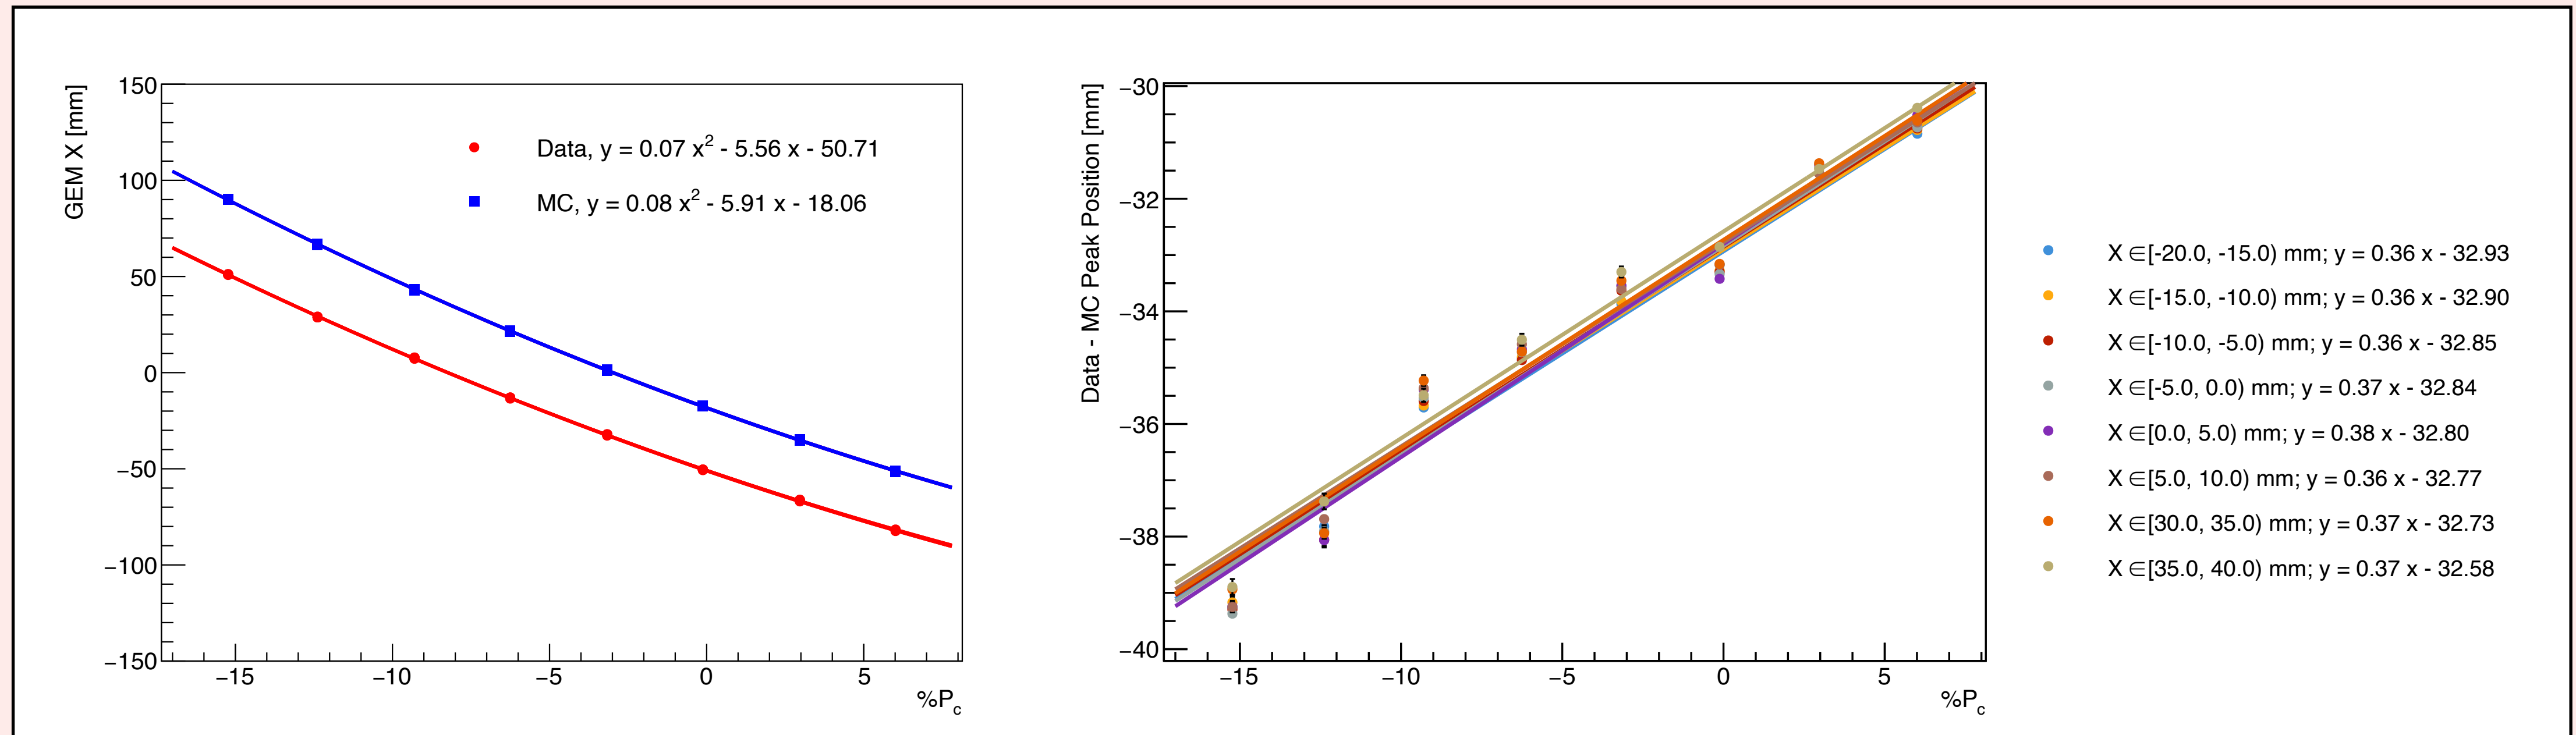 GEM X [mm]
150
100
50
0
−50
−100
−150
−15
−10
−5
0
5
%Pc
Data, y = 0.07 x² - 5.56 x - 50.71
MC, y = 0.08 x² - 5.91 x - 18.06
Data - MC Peak Position [mm]
−30
−32
−34
−36
−38
−40
−15
−10
−5
0
5
%Pc
X ∈[-20.0, -15.0) mm; y = 0.36 x - 32.93
X ∈[-15.0, -10.0) mm; y = 0.36 x - 32.90
X ∈[-10.0, -5.0) mm; y = 0.36 x - 32.85
X ∈[-5.0, 0.0) mm; y = 0.37 x - 32.84
X ∈[0.0, 5.0) mm; y = 0.38 x - 32.80
X ∈[5.0, 10.0) mm; y = 0.36 x - 32.77
X ∈[30.0, 35.0) mm; y = 0.37 x - 32.73
X ∈[35.0, 40.0) mm; y = 0.37 x - 32.58